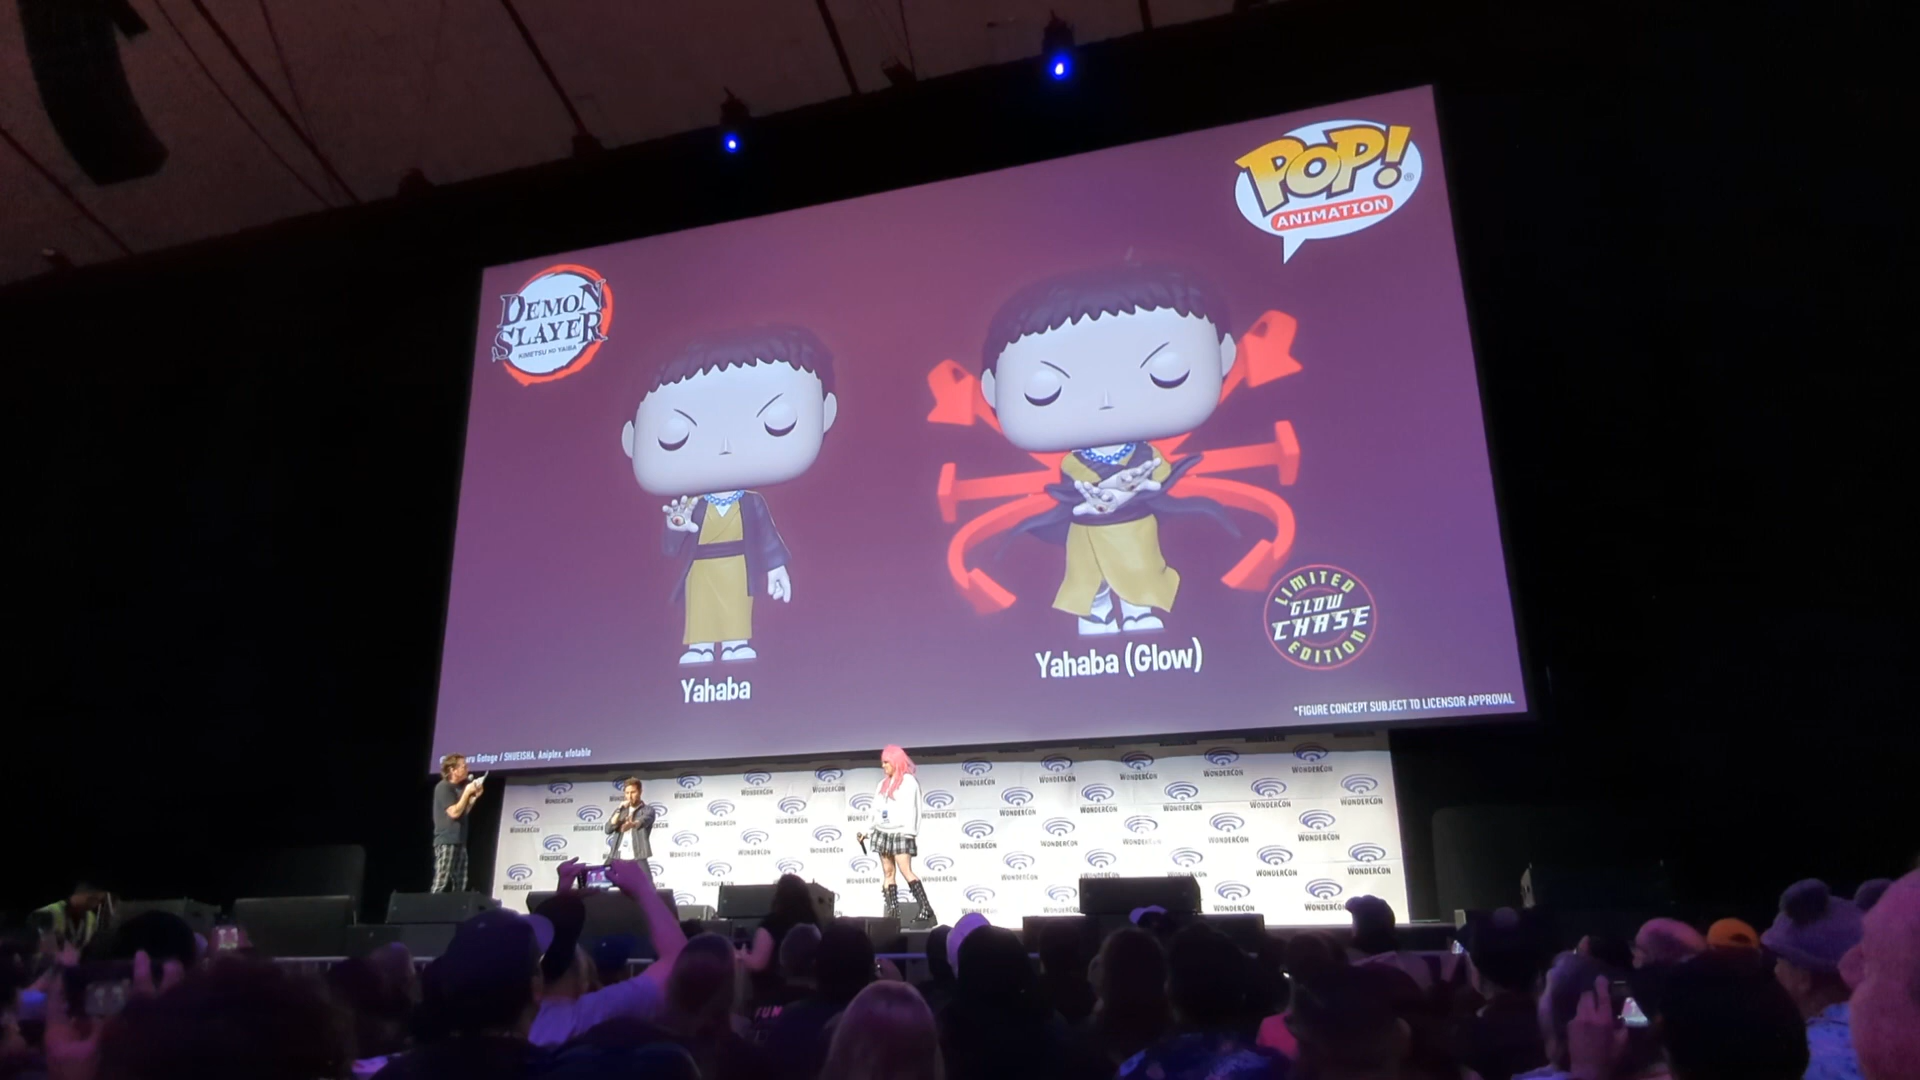 POP!
ANIMATION
DEMON
SLAYER
KIMETSU NO YAIBA
LIMITED
GLOW
CHASE
EDITION
Yahaba (Glow)
Yahaba
*FIGURE CONCEPT SUBJECT TO LICENSOR APPROVAL
Gotoge / SHUEISHA, Aniplex, ufotable
WONDERCON